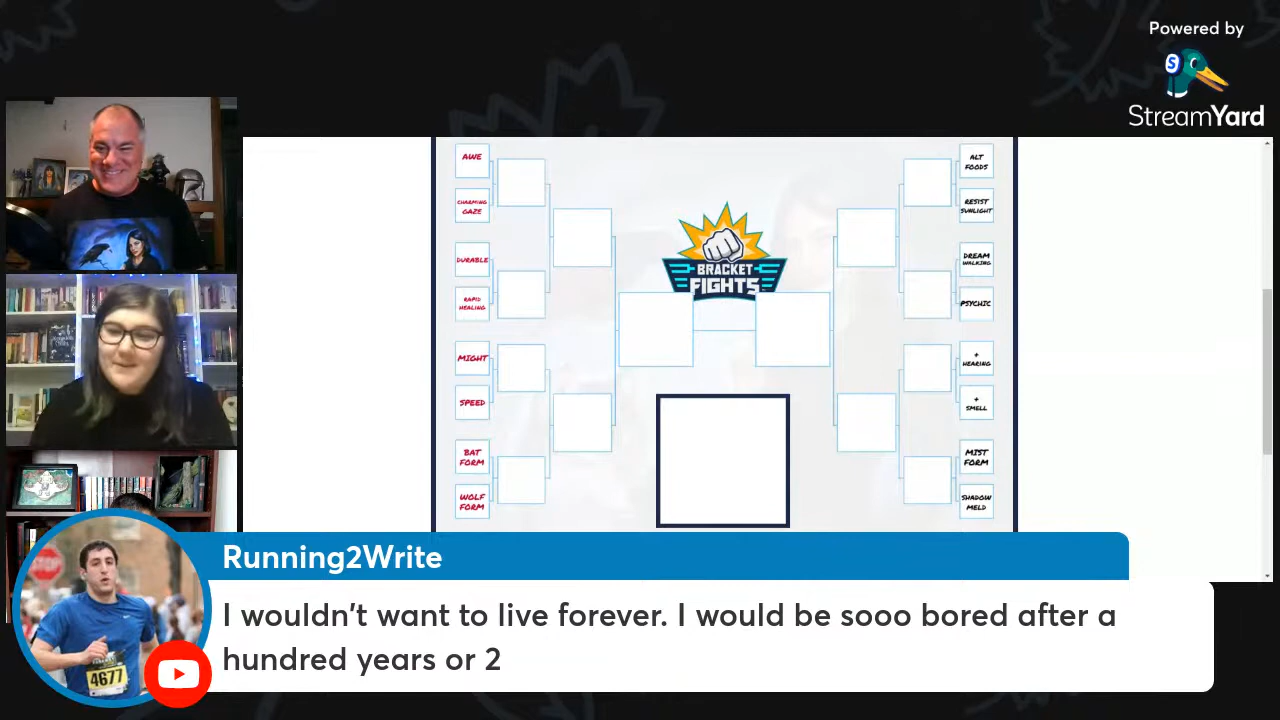 Powered by
S
StreamYard
AWE
CHARMING
GAZE
DURABLE
RAPID
HEALING
MIGHT
SPEED
BAT
FORM
WOLF
FORM
BRACKET
FIGHTS
ALT
FOODS
RESIST
SUNLIGHT
DREAM
WALKING
PSYCHIC
+
HEARING
+
SMELL
MIST
FORM
SHADOW
MELD
STOP
4677
Running2Write
I wouldn't want to live forever. I would be sooo bored after a
hundred years or 2